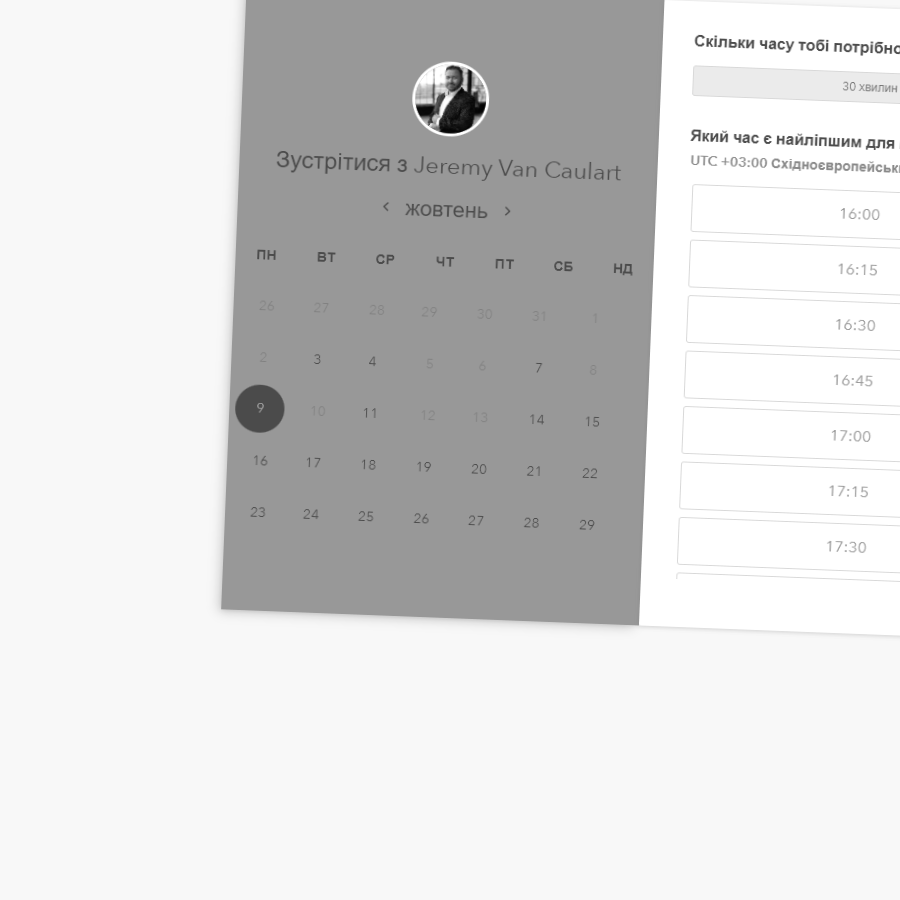 Зустрітися з Jeremy Van Caulart
‹ жовтень ›
ПН ВТ СР ЧТ ПТ СБ НД
26 27 28 29 30 31 1
2 3 4 5 6 7 8
9 10 11 12 13 14 15
16 17 18 19 20 21 22
23 24 25 26 27 28 29
Скільки часу тобі потрібно
30 хвилин
Який час є найліпшим для
UTC +03:00
16:00
16:15
16:30
16:45
17:00
17:15
17:30